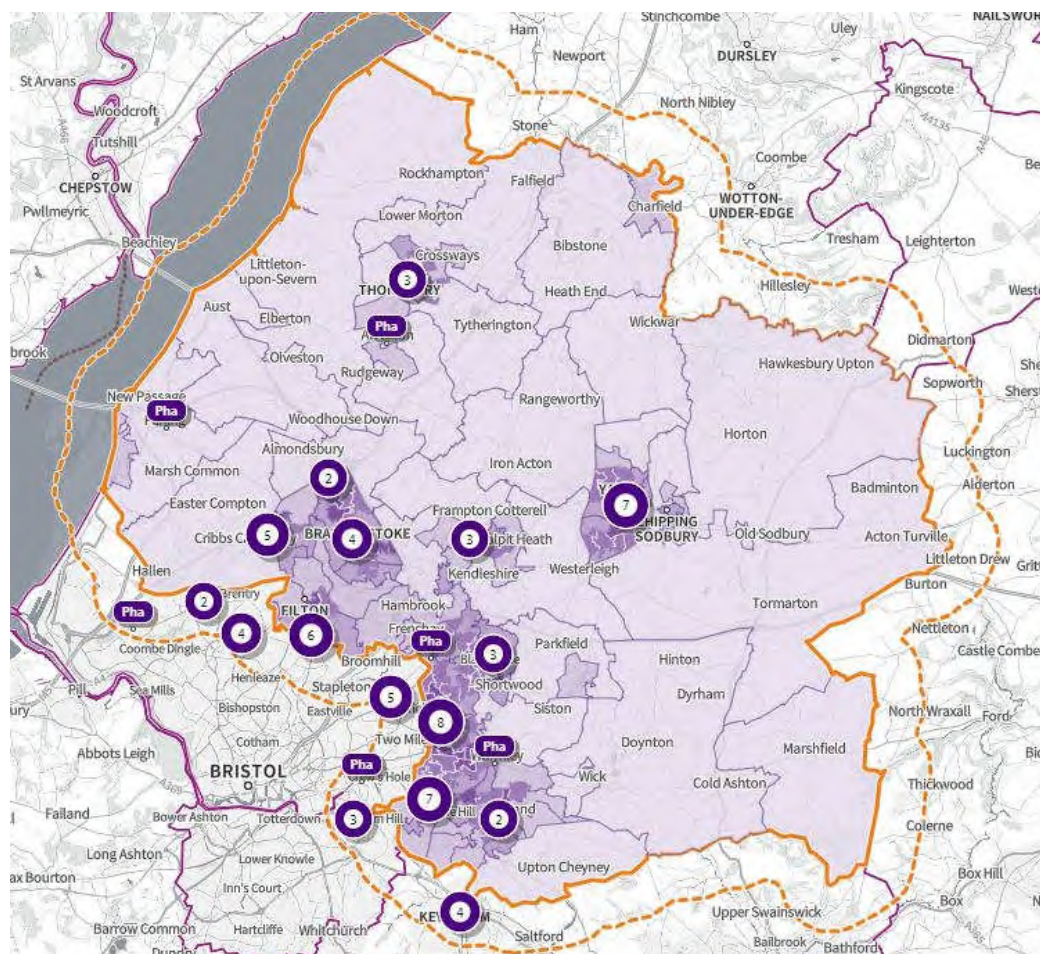 Stinchcombe
NAILSW
Ham
Uley
Newport
DURSLEY
St Arvans
Kingscote
Woodcroft
A466
North Nibley
A4135
Tutshill
Stone
Coombe
CHEPSTOW
Rockhampton
Falfield
WOTTON-
UNDER-EDGE
Pwllmeyric
Lower Morton
Charfield
Beachley
Tresham
Leighterton
Crossways
Bibstone
Littleton-
upon-Severn
3
Heath End
Hillesley
Aust
Elberton
Pha
Tytherington
Wickwar
Didmarton
brook
Olveston
Hawkesbury Upton
Rudgeway
Sopworth
New Passage
Pha
Rangeworthy
Woodhouse Down
Horton
Luckington
Almondsbury
Marsh Common
Iron Acton
2
Alderton
Badminton
Easter Compton
7
Frampton Cotterell
5
4
3
SODBURY
Old Sodbury
Acton Turville
Littleton Drew
Kendleshire
Hallen
Westerleigh
Burton
2
Tormarton
Pha
FILTON
Hambrook
Nettleton
4
6
Pha
Parkfield
Coombe Dingle
Broomhill
3
Hinton
Castle Combe
Henleaze
Stapleton
Shortwood
Pill
Sea Mills
5
Dyrham
Bishopston
Eastville
Siston
North Wraxall
8
Ford
Cotham
Pha
Doynton
Marshfield
Abbots Leigh
BRISTOL
Pha
Wick
Thickwood
Cold Ashton
7
Failand
Bower Ashton
Totterdown
3
2
Colerne
Long Ashton
Lower Knowle
Upton Cheyney
Box Hill
Inn's Court
Box
4
Upper Swainswick
Barrow Common
Hartcliffe
Whitchurch
Saltford
Bailbrook
Bathford